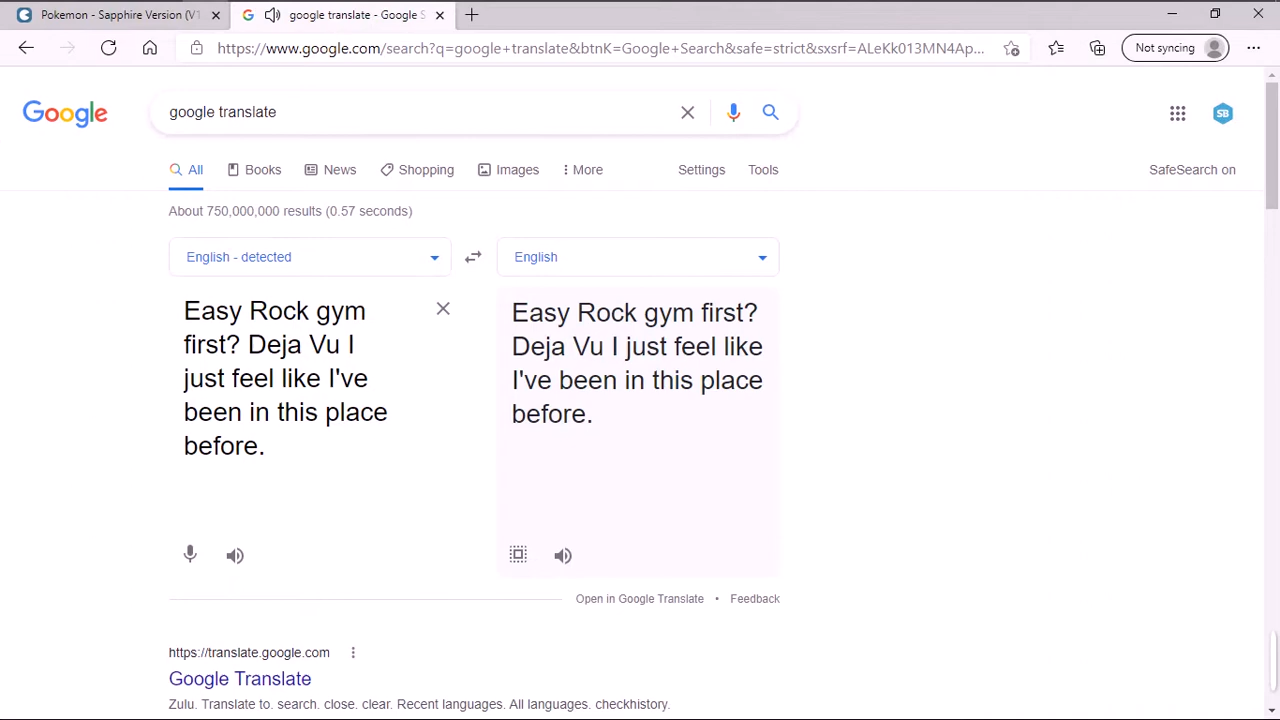 Pokemon - Sapphire Version (V1
google translate - Google S
https://www.google.com/search?q=google+translate&btnK=Google+Search&safe=strict&sxsrf=ALeKk013MN4Ap...
Not syncing
Google
google translate
SB
All
Books
News
Shopping
Images
More
Settings
Tools
SafeSearch on
About 750,000,000 results (0.57 seconds)
English - detected
English
Easy Rock gym
first? Deja Vu I
just feel like I've
been in this place
before.
Easy Rock gym first?
Deja Vu I just feel like
I've been in this place
before.
Open in Google Translate • Feedback
https://translate.google.com
Google Translate
Zulu. Translate to. search. close. clear. Recent languages. All languages. checkhistory.